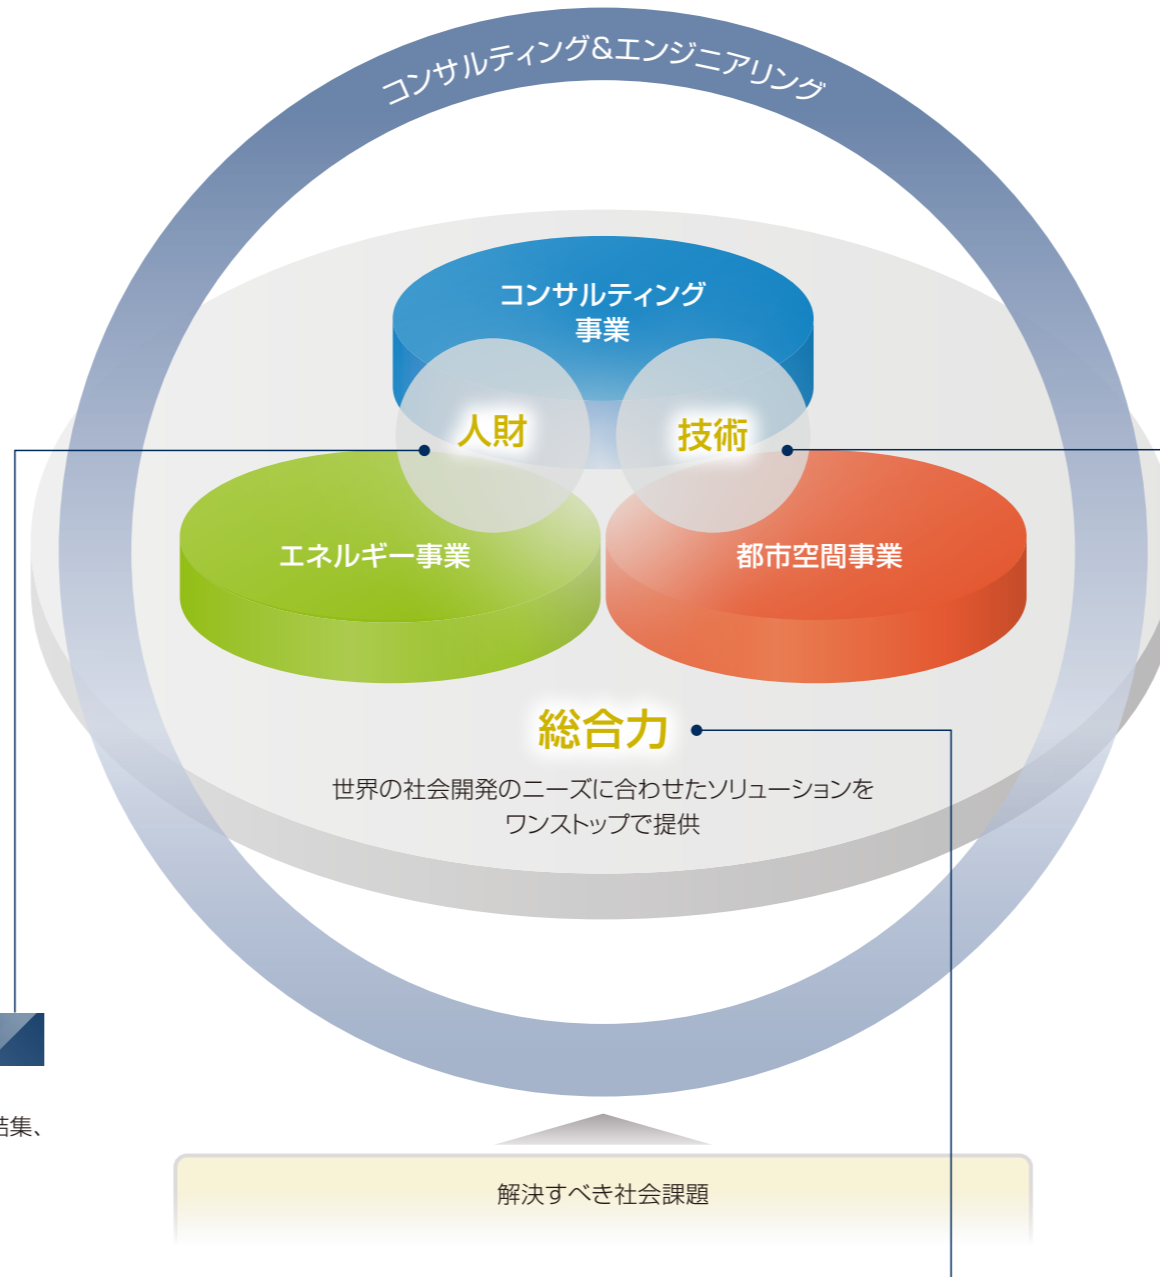 コンサルティング&エンジニアリング
コンサルティング
事業
人財
技術
エネルギー事業
都市空間事業
総合力
世界の社会開発のニーズに合わせたソリューションを
ワンストップで提供
結集、
解決すべき社会課題